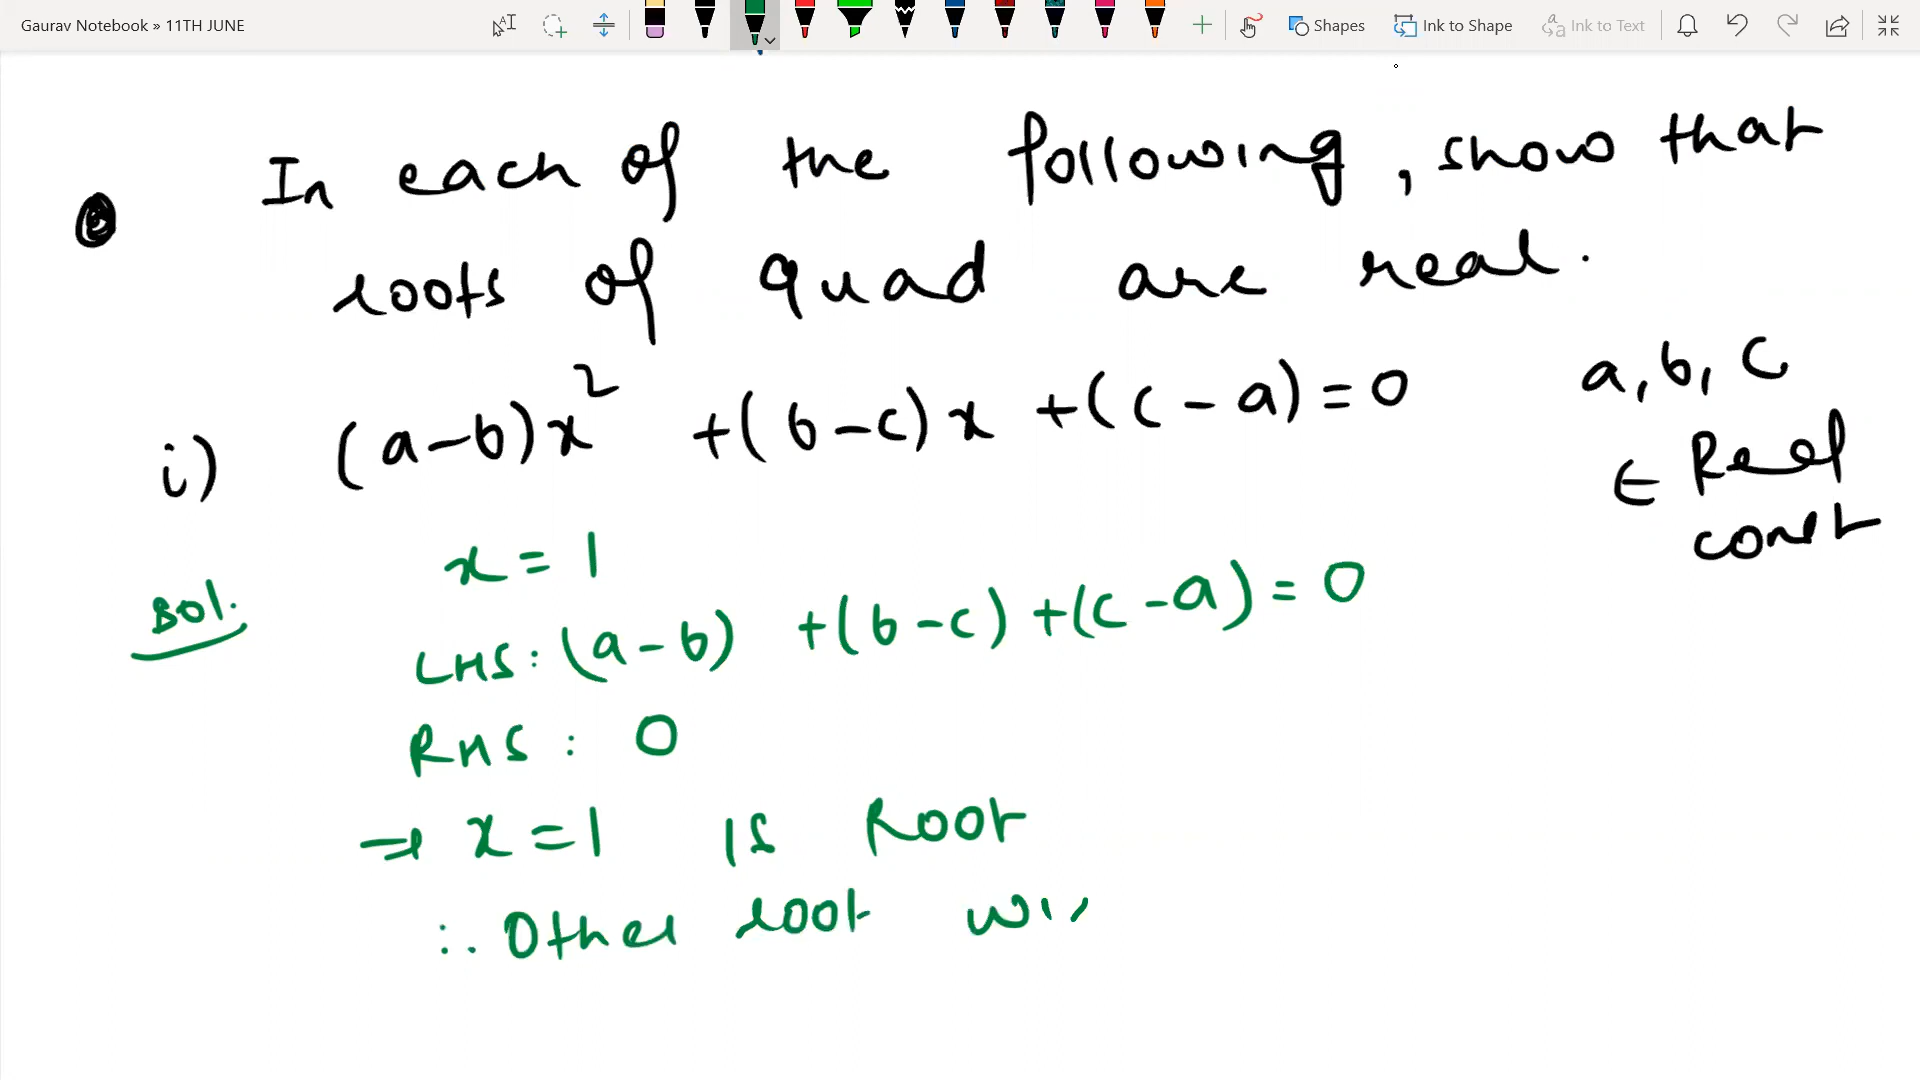 Gaurav Notebook » 11TH JUNE
Shapes
Ink to Shape
Ink to Text
In each of the following, show that
roots of quad are real.
i) (a-b)x² +(b-c)x +(c-a)=0
a, b, c
∈ Real
const
Sol.
x = 1
LHS: (a-b) +(b-c) +(c-a) = 0
RHS : 0
→ x=1 is Root
∴ Other root